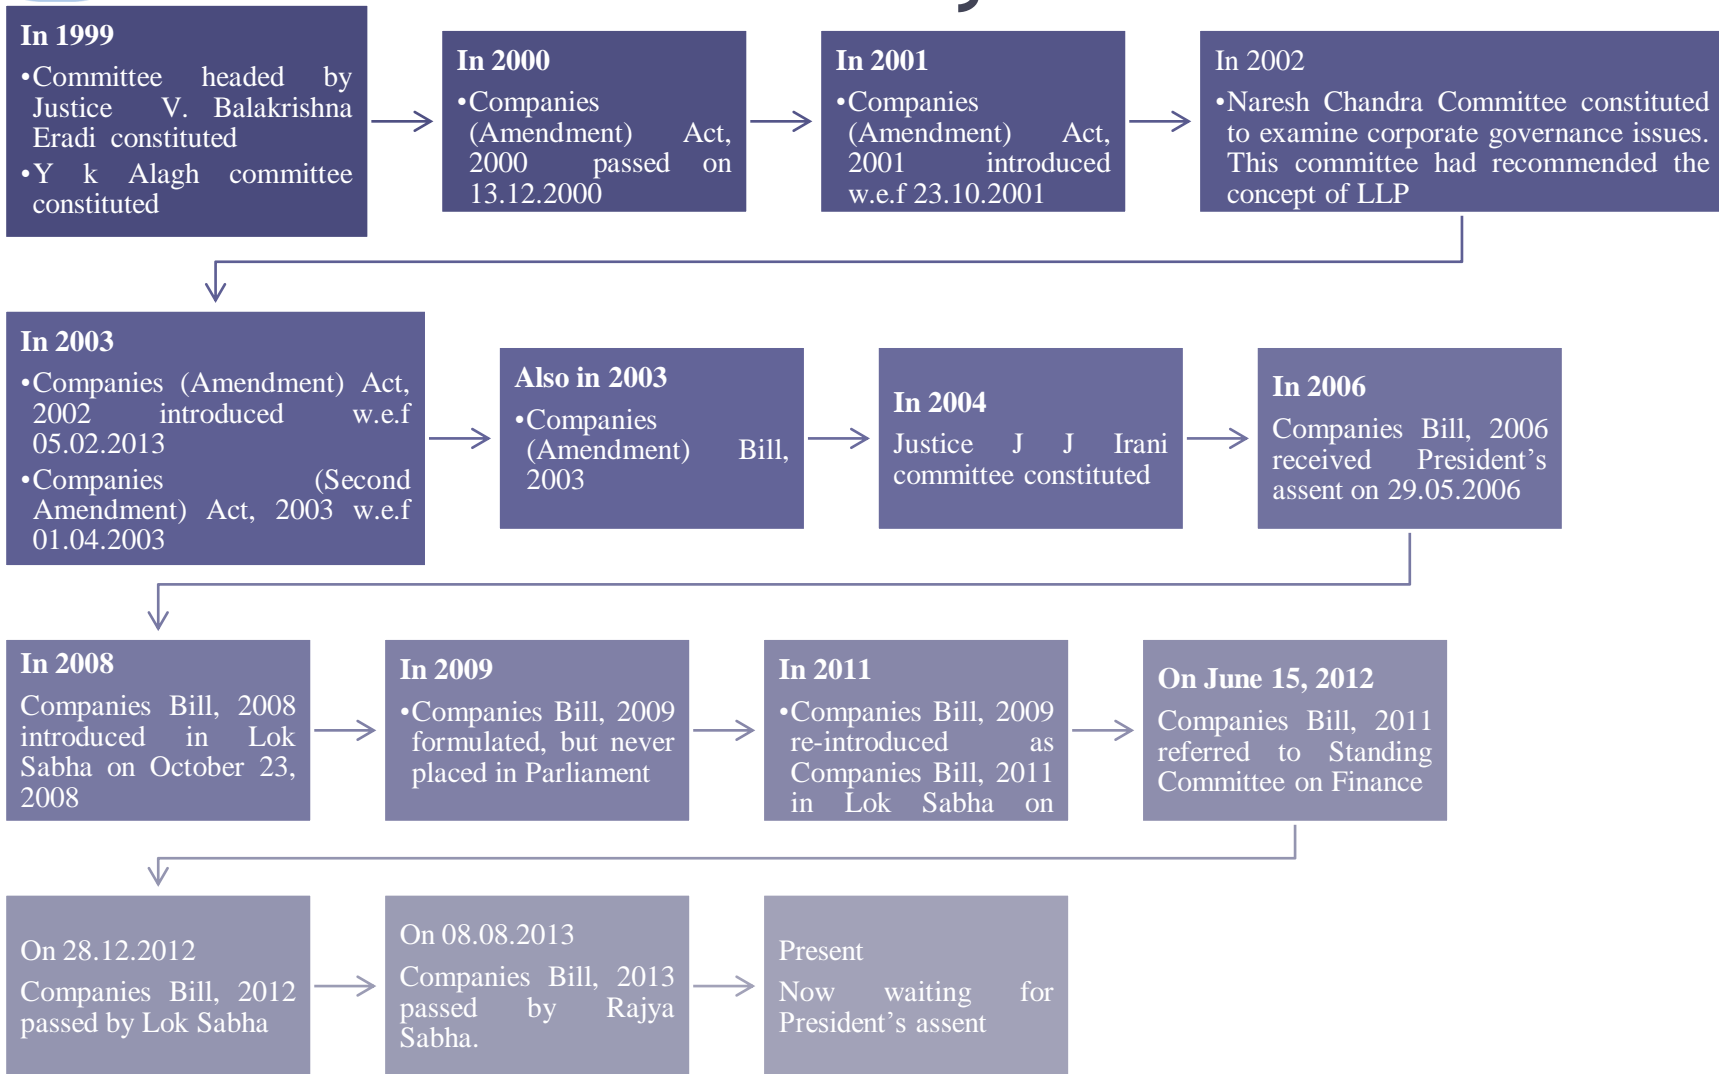 In 1999
•Committee headed by
Justice V. Balakrishna
Eradi constituted
•Y k Alagh committee
constituted
In 2000
•Companies
(Amendment) Act,
2000 passed on
13.12.2000
In 2001
•Companies
(Amendment) Act,
2001 introduced
w.e.f 23.10.2001
In 2002
•Naresh Chandra Committee constituted
to examine corporate governance issues.
This committee had recommended the
concept of LLP
In 2003
•Companies (Amendment) Act,
2002 introduced w.e.f
05.02.2013
•Companies (Second
Amendment) Act, 2003 w.e.f
01.04.2003
Also in 2003
•Companies
(Amendment) Bill,
2003
In 2004
Justice J J Irani
committee constituted
In 2006
Companies Bill, 2006
received President’s
assent on 29.05.2006
In 2008
Companies Bill, 2008
introduced in Lok
Sabha on October 23,
2008
In 2009
•Companies Bill, 2009
formulated, but never
placed in Parliament
In 2011
•Companies Bill, 2009
re-introduced as
Companies Bill, 2011
in Lok Sabha on
On June 15, 2012
Companies Bill, 2011
referred to Standing
Committee on Finance
On 28.12.2012
Companies Bill, 2012
passed by Lok Sabha
On 08.08.2013
Companies Bill, 2013
passed by Rajya
Sabha.
Present
Now waiting for
President’s assent